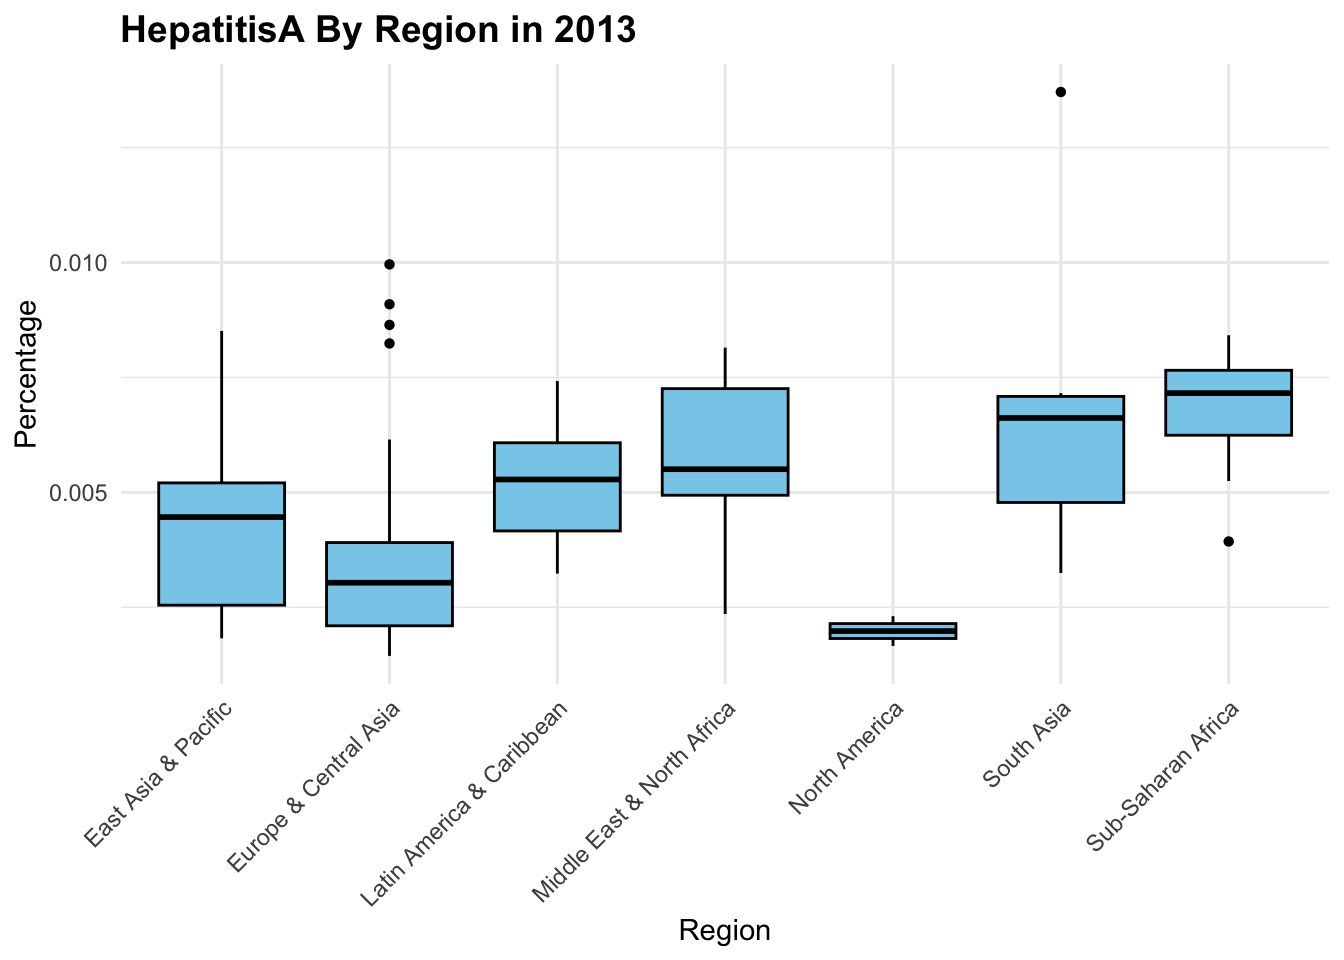 HepatitisA By Region in 2013
Percentage
0.010
0.005
East Asia & Pacific
Europe & Central Asia
Latin America & Caribbean
Middle East & North Africa
North America
South Asia
Sub-Saharan Africa
Region